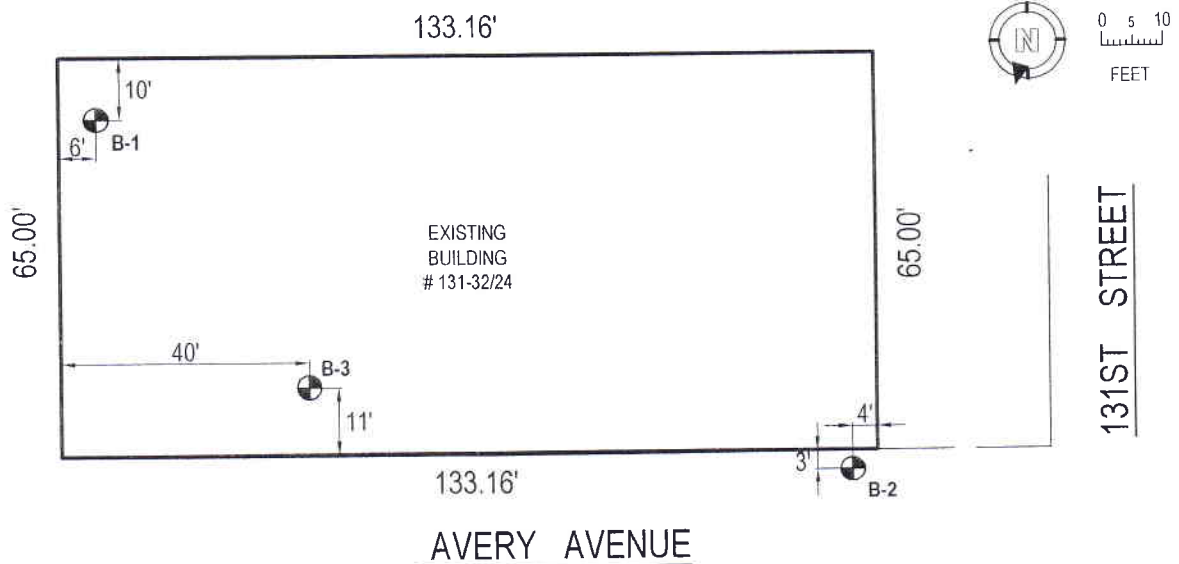 133.16'
N
0 5 10
FEET
10'
B-1
6'
65.00'
EXISTING
BUILDING
# 131-32/24
65.00'
131ST STREET
40'
B-3
11'
4'
3'
B-2
133.16'
AVERY AVENUE